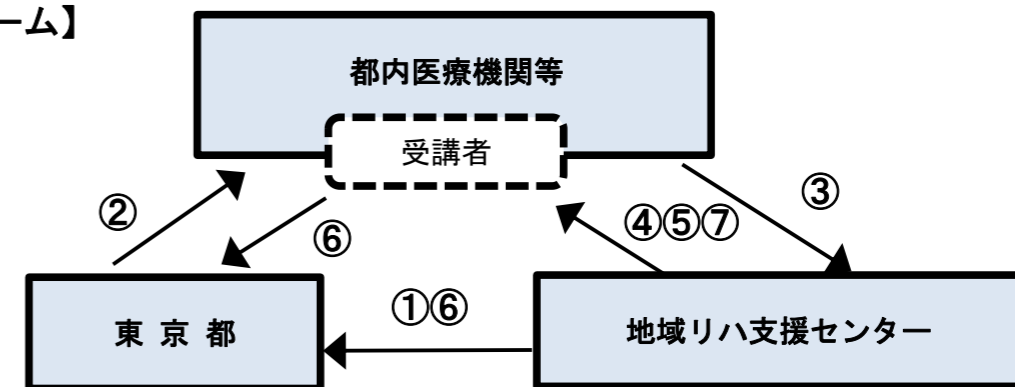 ーム】
都内医療機関等
受講者
②
③
④⑤⑦
⑥
①⑥
東 京 都
地域リハ支援センター